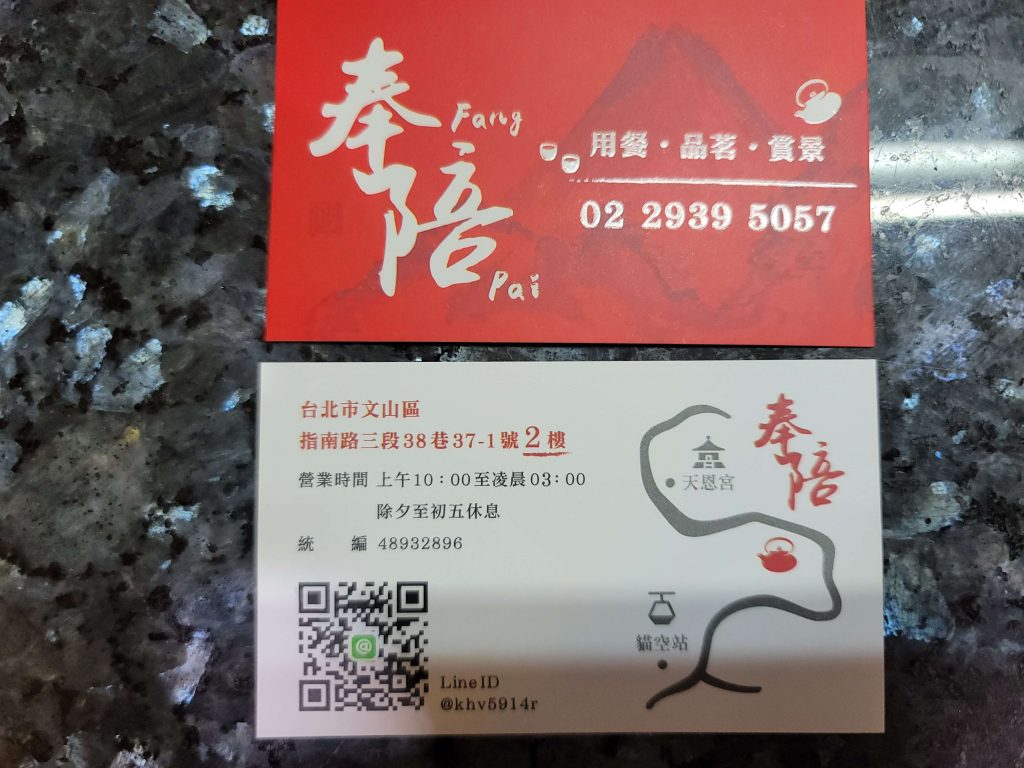 奉陪
Fang
Pai
用餐・品茗・賞景
02 2939 5057
台北市文山區
指南路三段38巷37-1號2樓
營業時間 上午10：00至凌晨03：00
除夕至初五休息
統 編 48932896
Line ID
@khv5914r
奉陪
天恩宮
貓空站